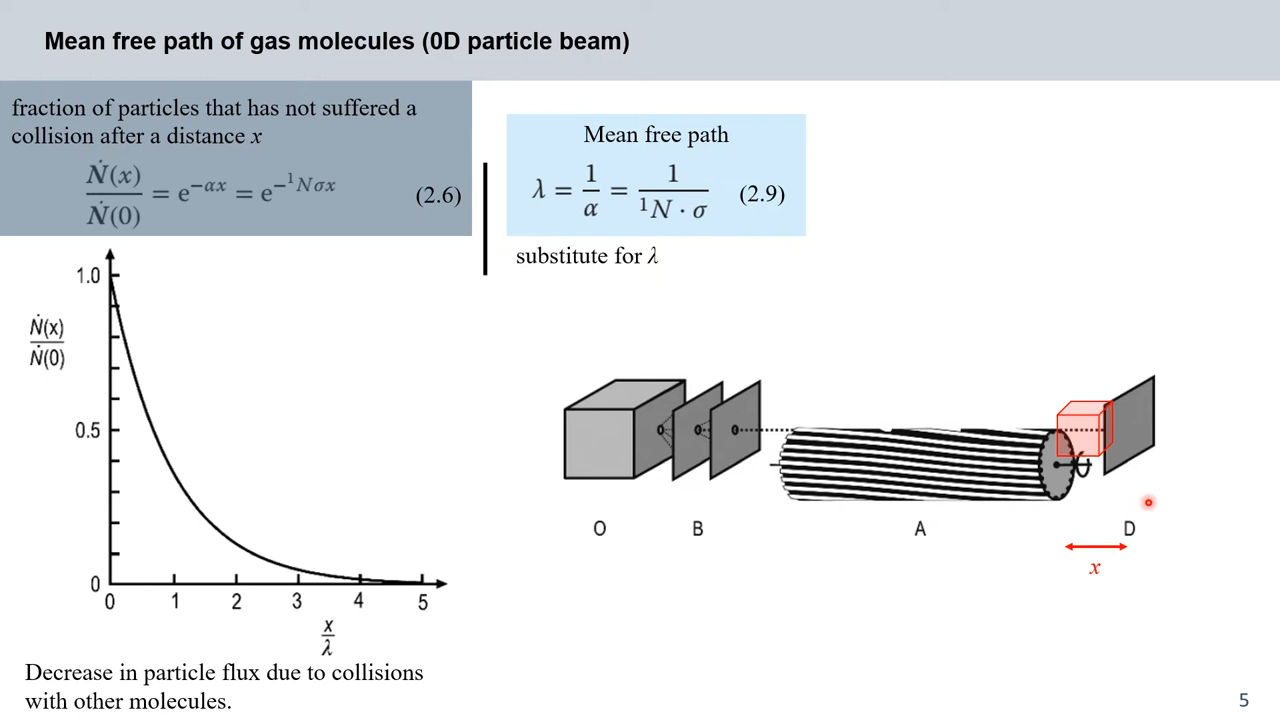 Mean free path of gas molecules (0D particle beam)
fraction of particles that has not suffered a
collision after a distance x
Ṅ(x)/Ṅ(0) = e^{−αx} = e^{−¹Nσx} (2.6)
Mean free path
λ = 1/α = 1/(¹N · σ) (2.9)
substitute for λ
1.0
Ṅ(x)
Ṅ(0)
0.5
0
0 1 2 3 4 5
x
λ
O B A D
x
Decrease in particle flux due to collisions
with other molecules.
5